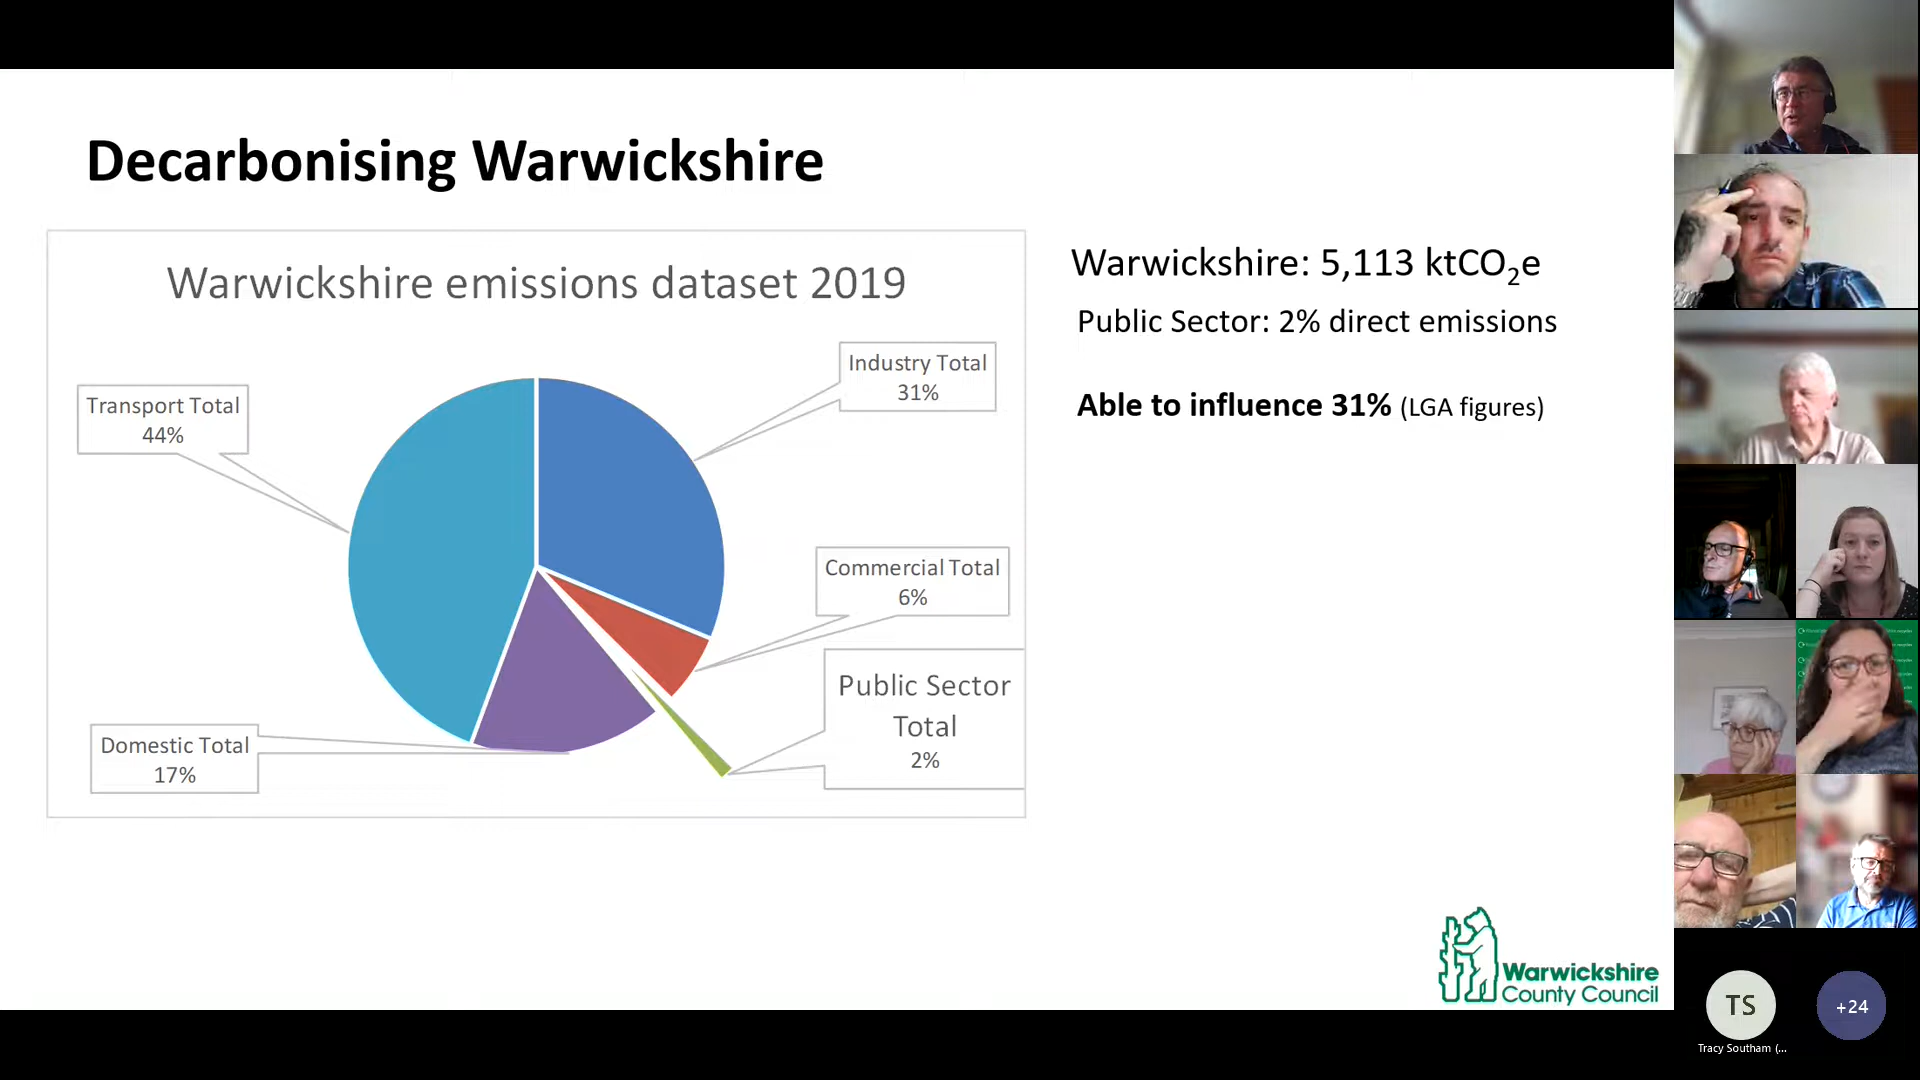 Decarbonising Warwickshire
Warwickshire emissions dataset 2019
Industry Total
31%
Transport Total
44%
Commercial Total
6%
Public Sector
Total
2%
Domestic Total
17%
Warwickshire: 5,113 ktCO₂e
Public Sector: 2% direct emissions
Able to influence 31% (LGA figures)
Warwickshire
County Council
TS
+24
Tracy Southam (...